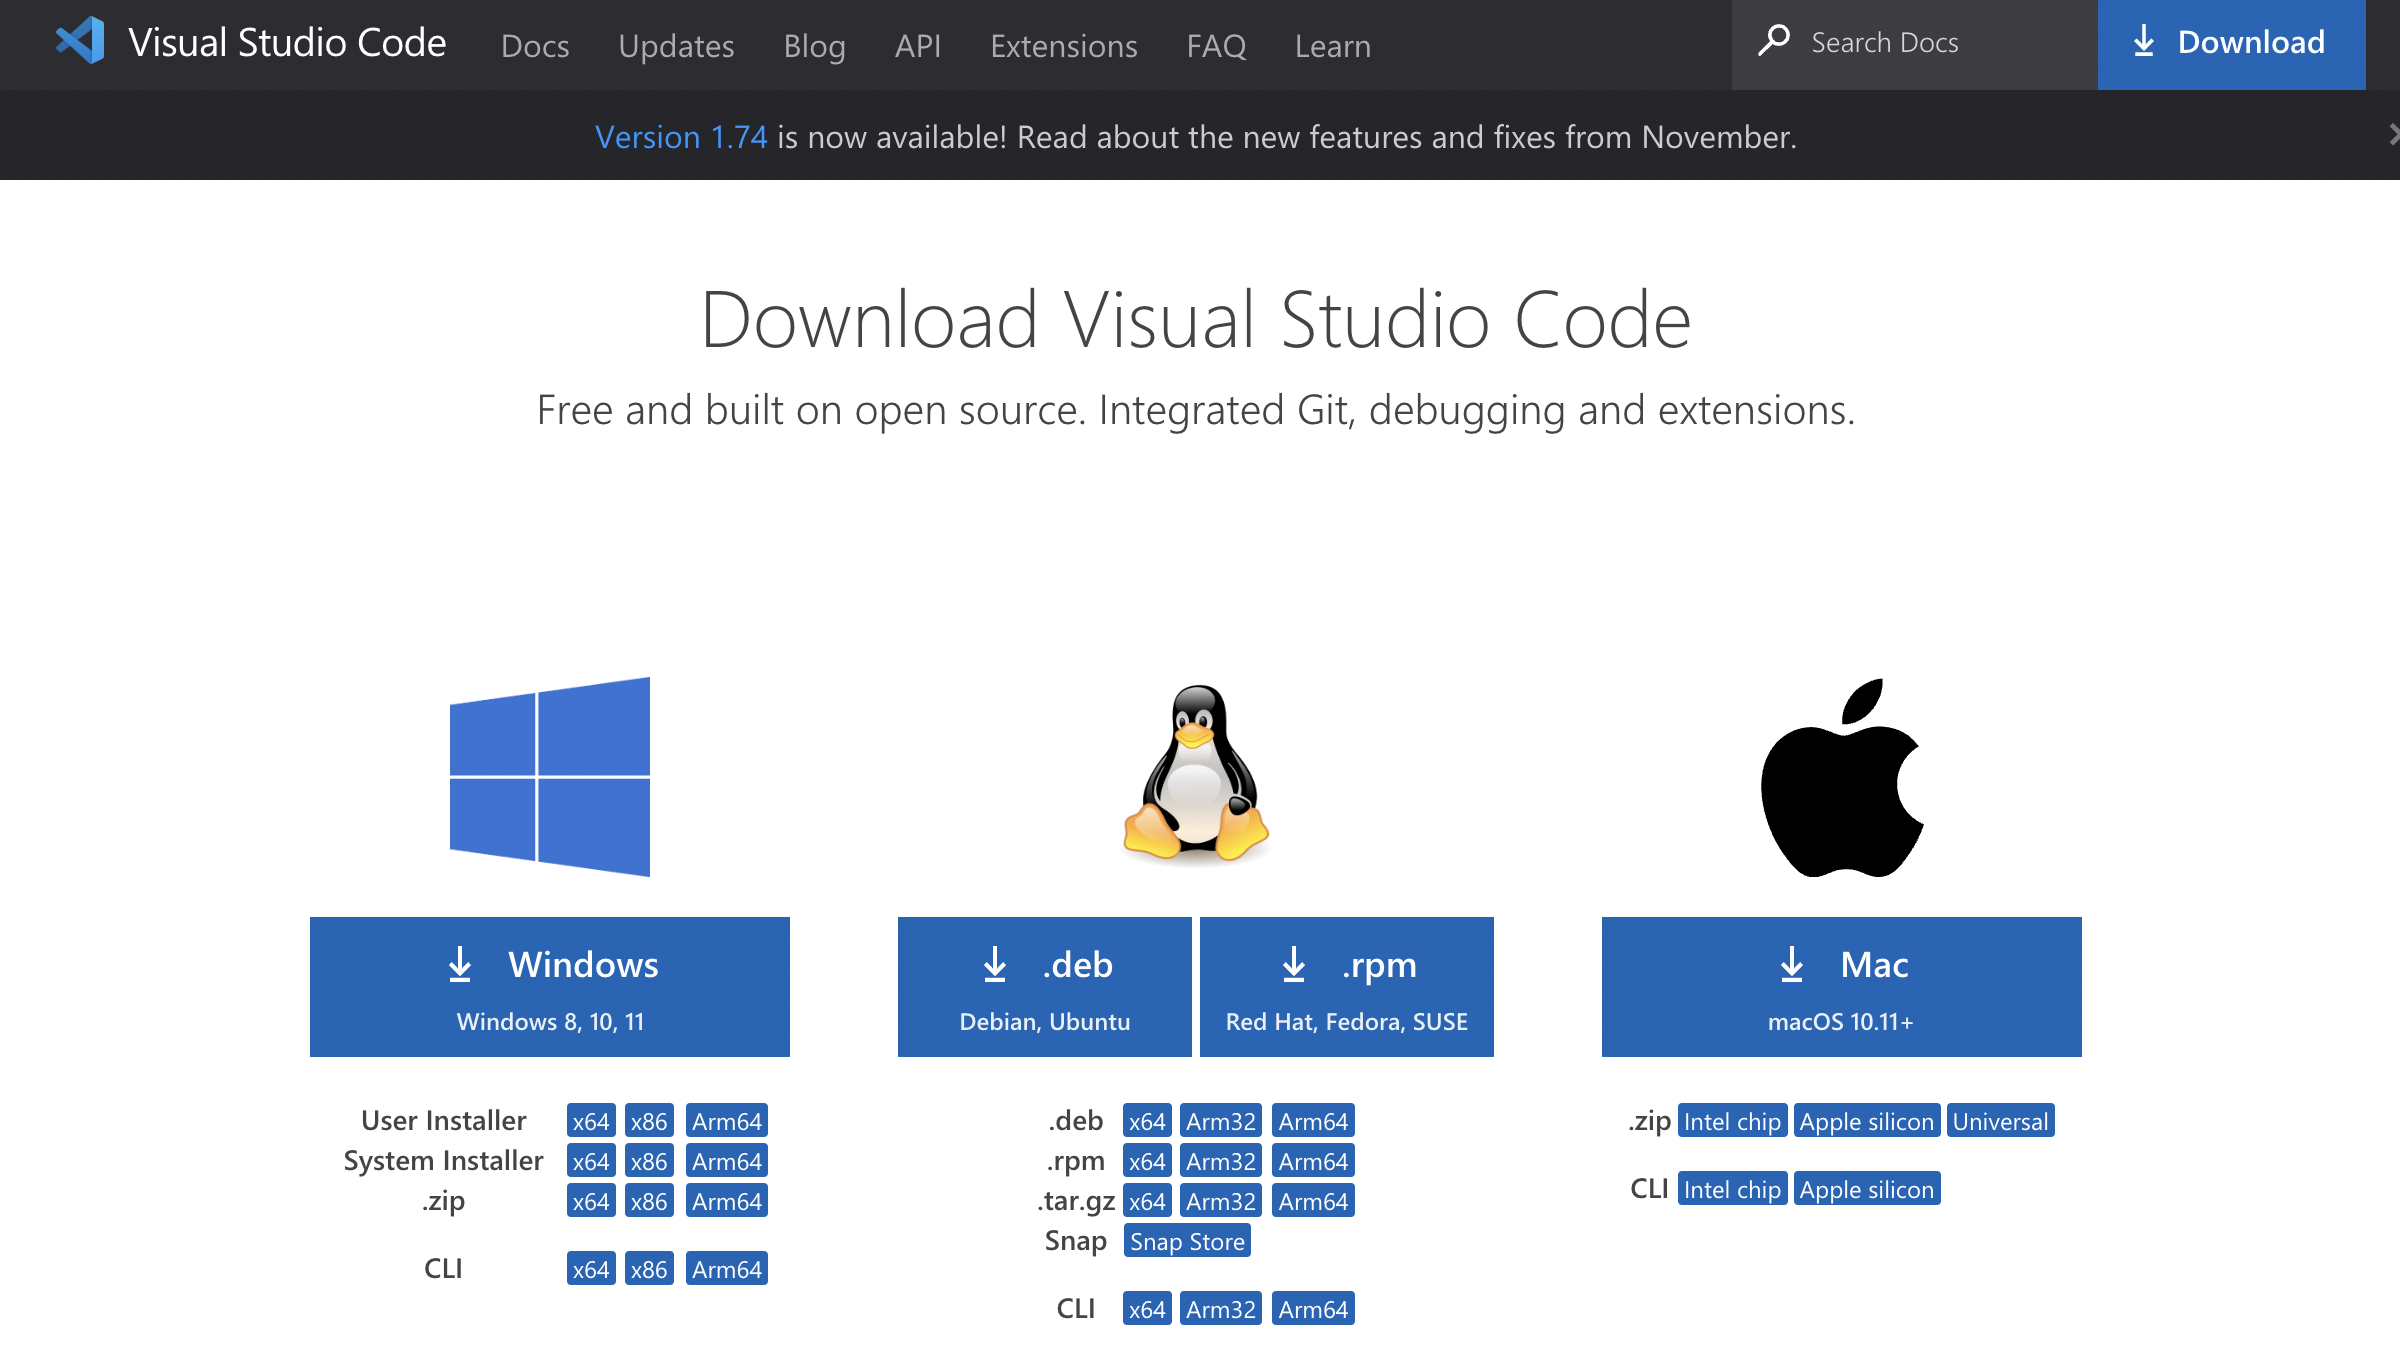 Visual Studio Code Docs Updates Blog API Extensions FAQ Learn Search Docs Download
Version 1.74 is now available! Read about the new features and fixes from November.
Download Visual Studio Code
Free and built on open source. Integrated Git, debugging and extensions.
Windows
Windows 8, 10, 11
User Installer x64 x86 Arm64
System Installer x64 x86 Arm64
.zip x64 x86 Arm64
CLI x64 x86 Arm64
.deb
Debian, Ubuntu
.rpm
Red Hat, Fedora, SUSE
.deb x64 Arm32 Arm64
.rpm x64 Arm32 Arm64
.tar.gz x64 Arm32 Arm64
Snap Snap Store
CLI x64 Arm32 Arm64
Mac
macOS 10.11+
.zip Intel chip Apple silicon Universal
CLI Intel chip Apple silicon